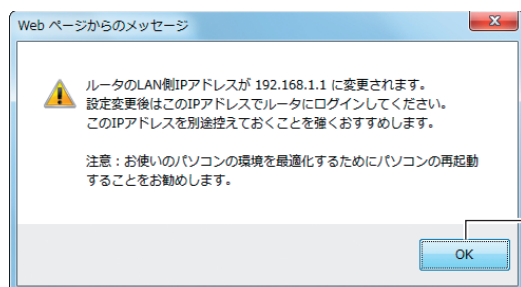 Web ページからのメッセージ
ルータのLAN側IPアドレスが 192.168.1.1 に変更されます。
設定変更後はこのIPアドレスでルータにログインしてください。
このIPアドレスを別途控えておくことを強くおすすめします。
注意：お使いのパソコンの環境を最適化するためにパソコンの再起動
することをお勧めします。
OK